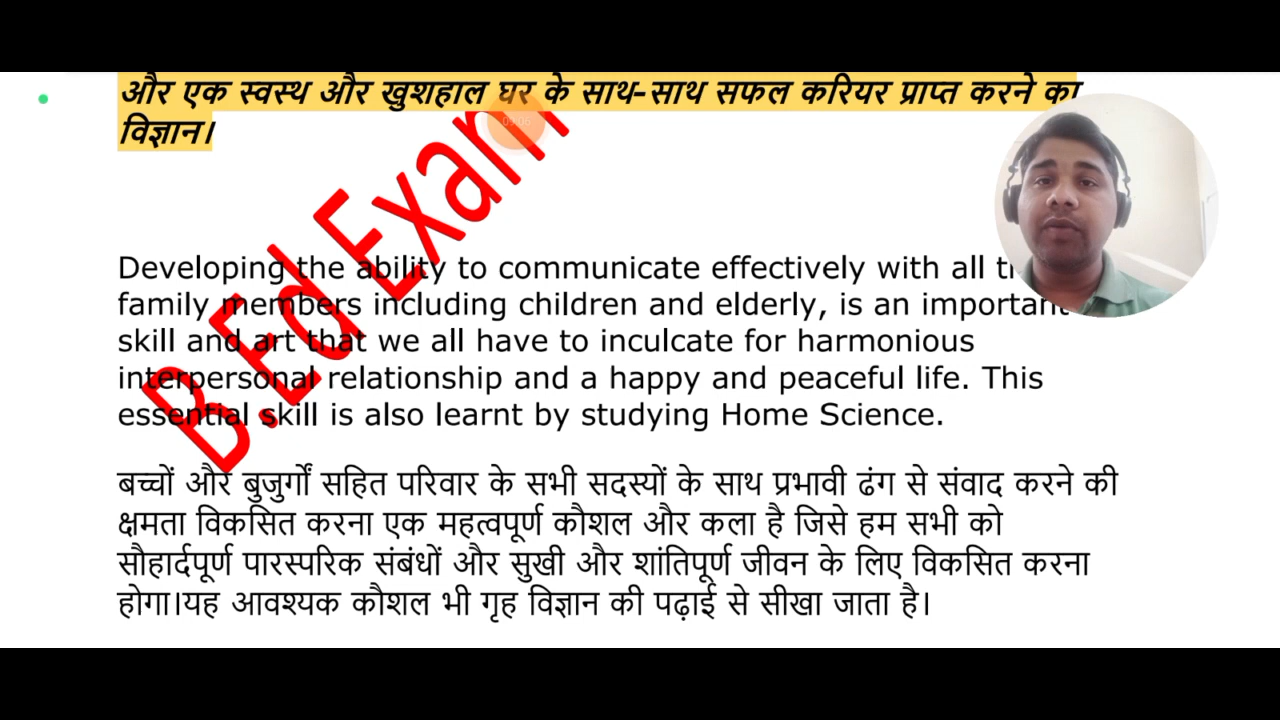 और एक स्वस्थ और खुशहाल घर के साथ-साथ सफल करियर प्राप्त करने का
विज्ञान।
09:06
B.Ed Exam
Developing the ability to communicate effectively with all
family members including children and elderly, is an important
skill and art that we all have to inculcate for harmonious
interpersonal relationship and a happy and peaceful life. This
essential skill is also learnt by studying Home Science.
बच्चों और बुजुर्गों सहित परिवार के सभी सदस्यों के साथ प्रभावी ढंग से संवाद करने की
क्षमता विकसित करना एक महत्वपूर्ण कौशल और कला है जिसे हम सभी को
सौहार्दपूर्ण पारस्परिक संबंधों और सुखी और शांतिपूर्ण जीवन के लिए विकसित करना
होगा।यह आवश्यक कौशल भी गृह विज्ञान की पढ़ाई से सीखा जाता है।